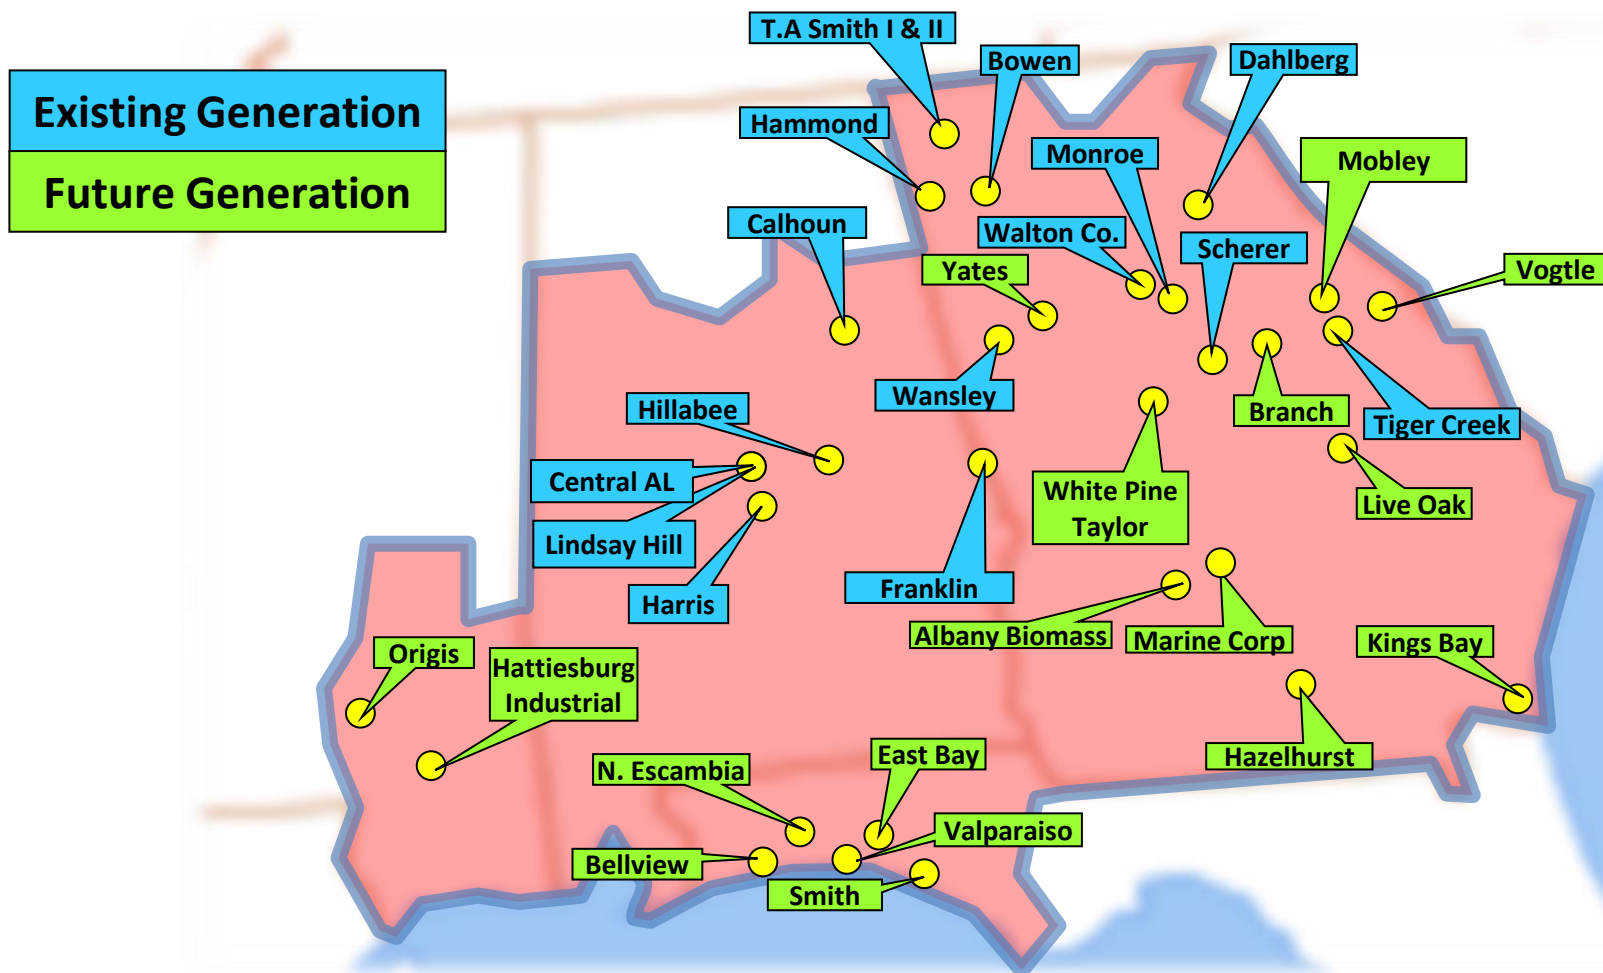 T.A Smith I & II
Bowen
Dahlberg
Existing Generation
Future Generation
Hammond
Monroe
Mobley
Calhoun
Walton Co.
Scherer
Yates
Vogtle
Wansley
Hillabee
Branch
Tiger Creek
Central AL
White Pine
Taylor
Live Oak
Lindsay Hill
Harris
Franklin
Albany Biomass
Marine Corp
Kings Bay
Origis
Hattiesburg
Industrial
N. Escambia
East Bay
Hazelhurst
Valparaiso
Bellview
Smith